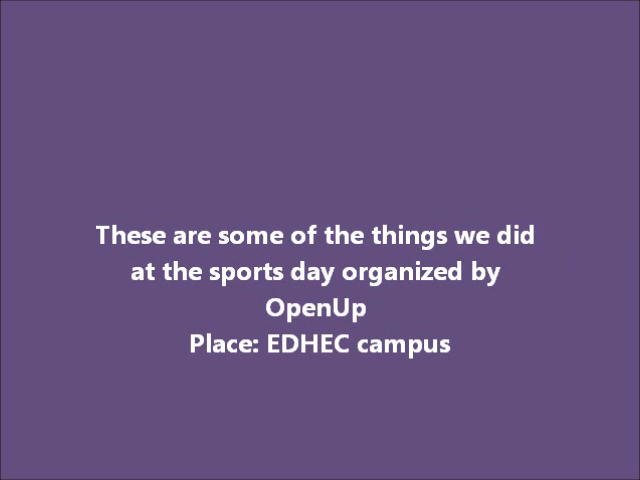 These are some of the things we did
at the sports day organized by
OpenUp
Place: EDHEC campus